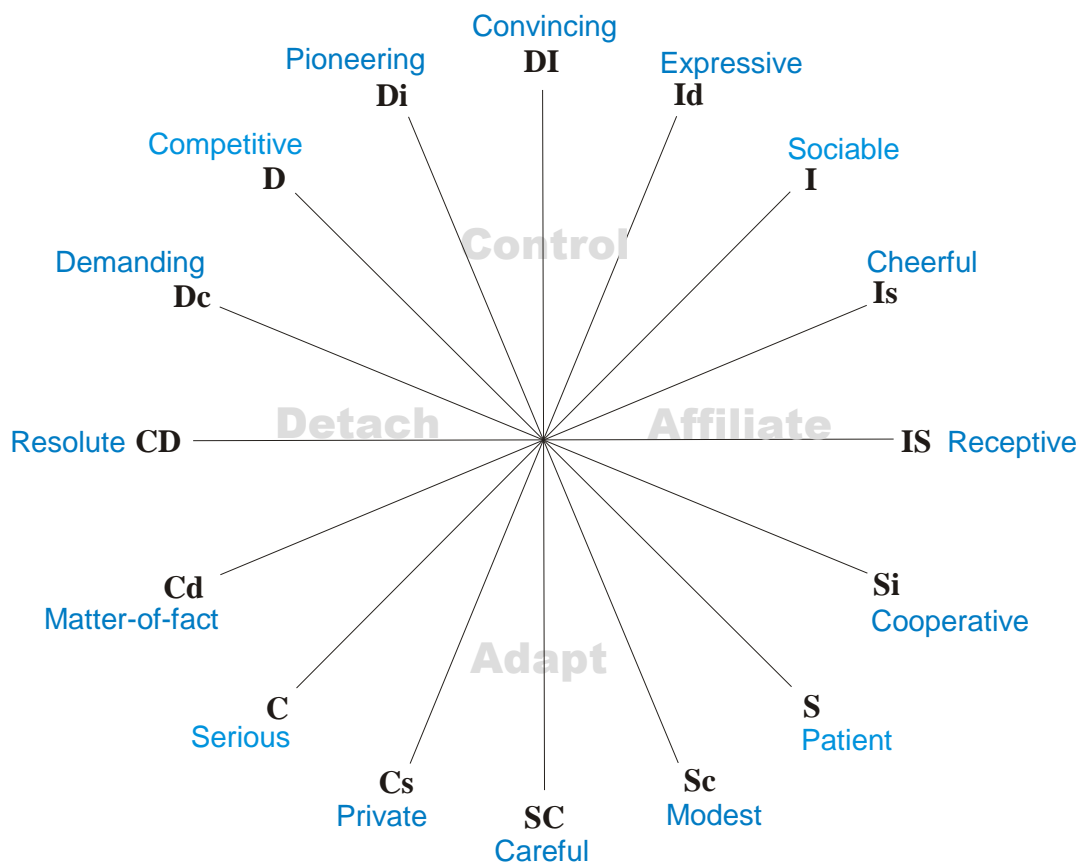 Convincing
DI
Pioneering
Di
Expressive
Id
Competitive
D
Sociable
I
Control
Demanding
Dc
Cheerful
Is
Detach
Affiliate
Resolute CD
IS Receptive
Cd
Matter-of-fact
Si
Cooperative
Adapt
C
Serious
S
Patient
Cs
Private
Sc
Modest
SC
Careful